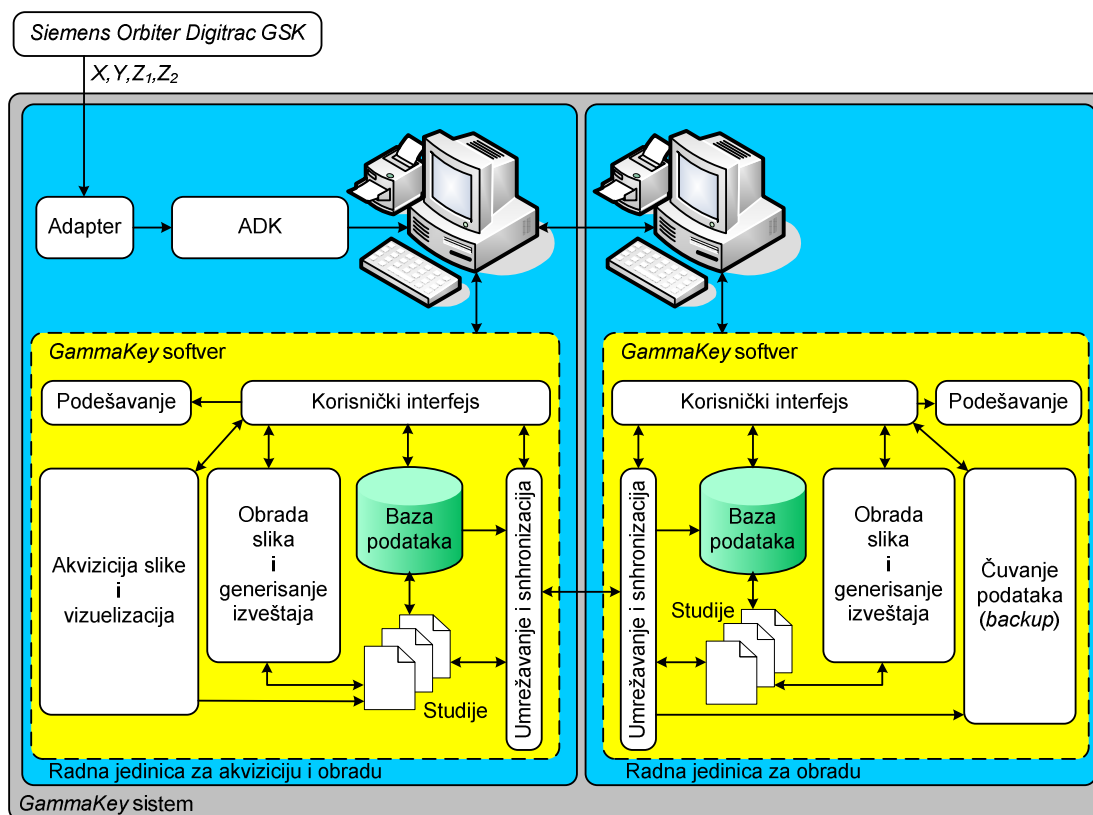 Siemens Orbiter Digitrac GSK
X,Y,Z₁,Z₂
Adapter
ADK
GammaKey softver
Podešavanje
Korisnički interfejs
Akvizicija slike
i
vizuelizacija
Obrada
slika
i
generisanje
izveštaja
Baza
podataka
Studije
Umrežavanje i snhronizacija
Radna jedinica za akviziciju i obradu
GammaKey softver
Korisnički interfejs
Podešavanje
Umrežavanje i snhronizacija
Baza
podataka
Studije
Obrada
slika
i
generisanje
izveštaja
Čuvanje
podataka
(backup)
Radna jedinica za obradu
GammaKey sistem